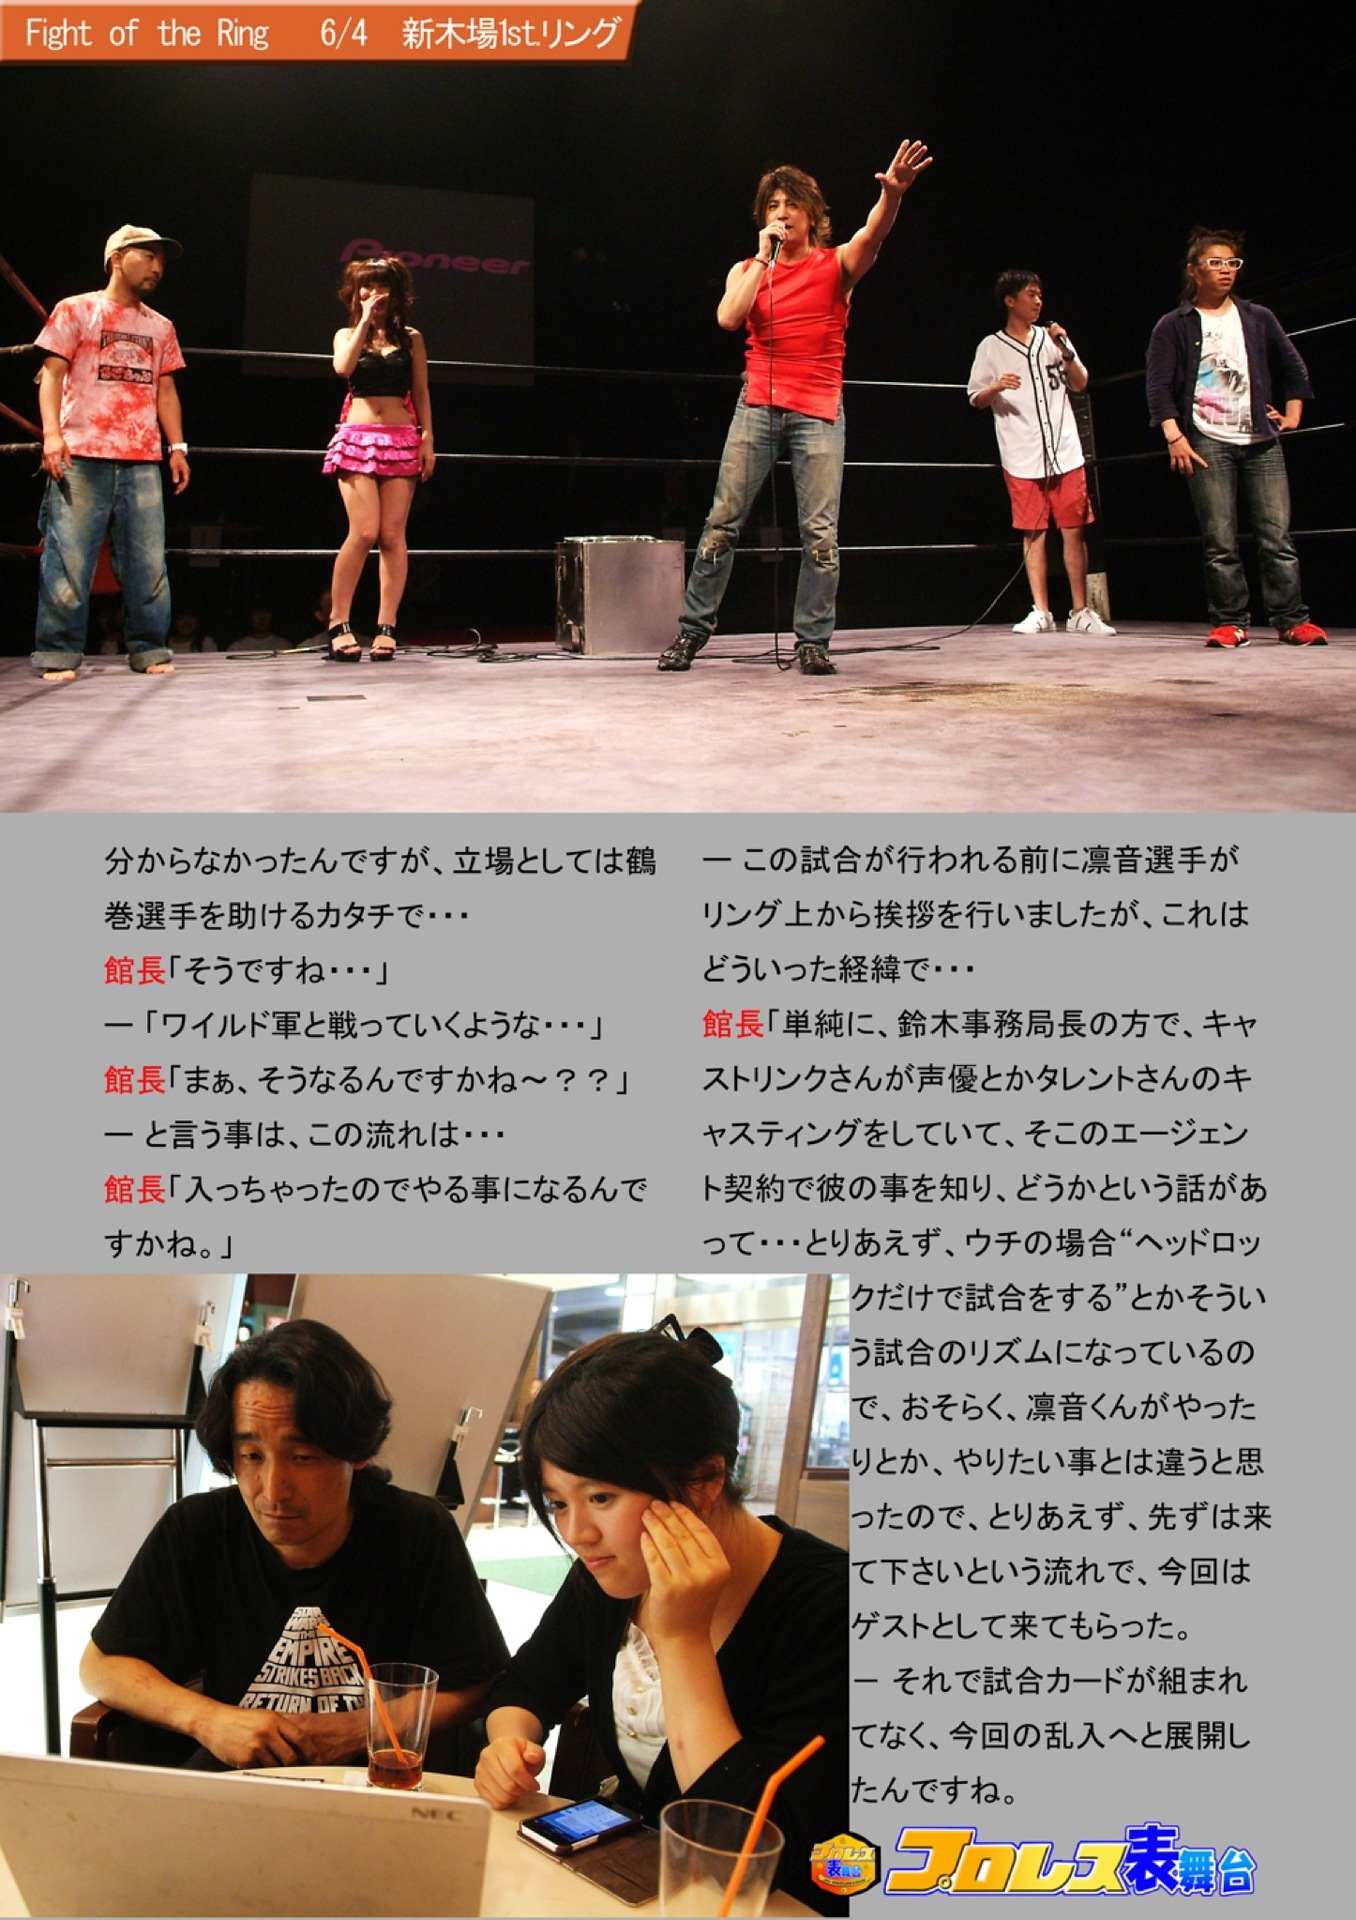 Fight of the Ring 6/4 新木場1st.リング
Pioneer
56
分からなかったんですが、立場としては鶴
巻選手を助けるカタチで・・・
館長「そうですね・・・」
ー「ワイルド軍と戦っていくような・・・」
館長「まぁ、そうなるんですかね～？？」
ー と言う事は、この流れは・・・
館長「入っちゃったのでやる事になるんで
すかね。」
ー この試合が行われる前に凛音選手が
リング上から挨拶を行いましたが、これは
どういった経緯で・・・
館長「単純に、鈴木事務局長の方で、キャ
ストリンクさんが声優とかタレントさんのキ
ャスティングをしていて、そこのエージェン
ト契約で彼の事を知り、どうかという話があ
って・・・とりあえず、ウチの場合“ヘッドロッ
クだけで試合をする”とかそうい
う試合のリズムになっているの
で、おそらく、凛音くんがやった
りとか、やりたい事とは違うと思
ったので、とりあえず、先ずは来
て下さいという流れで、今回は
ゲストとして来てもらった。
ー それで試合カードが組まれ
てなく、今回の乱入へと展開し
たんですね。
STAR
WARS
THE
EMPIRE
STRIKES BACK
RETURN OF THE
NEC
プロレス
表舞台
プロレス表舞台